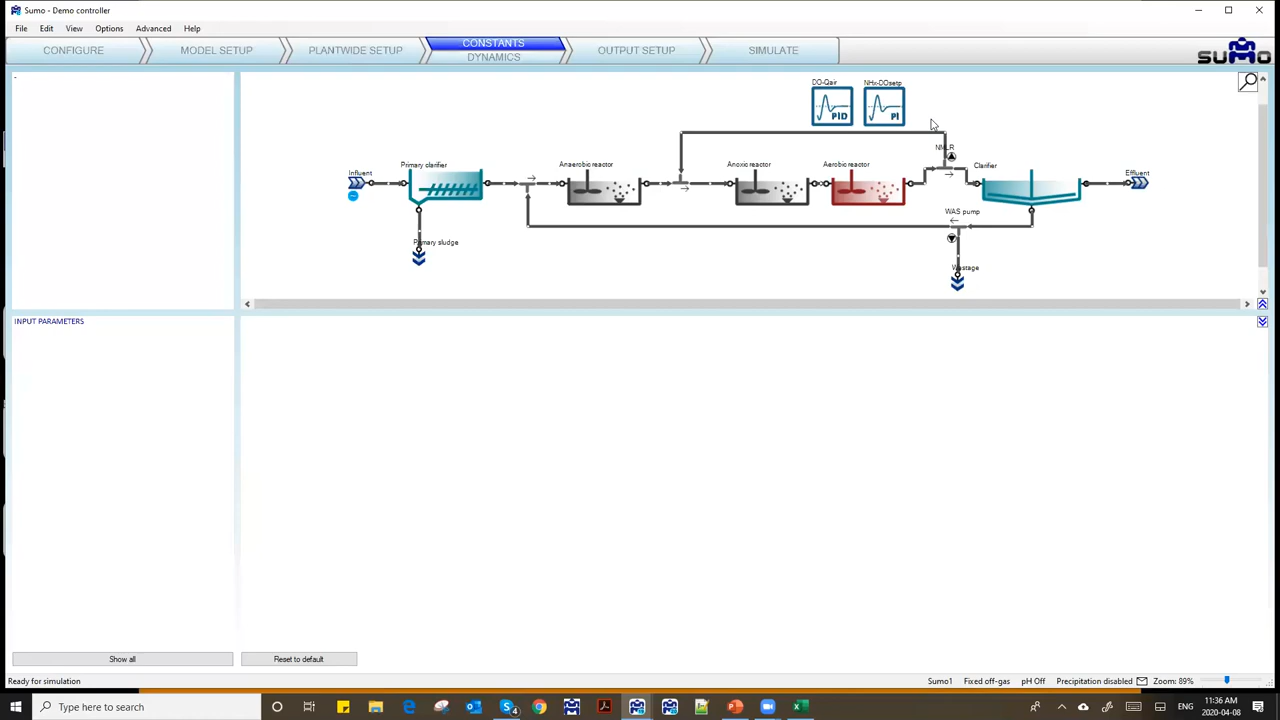 Sumo - Demo controller
File Edit View Options Advanced Help
CONFIGURE MODEL SETUP PLANTWIDE SETUP CONSTANTS DYNAMICS OUTPUT SETUP SIMULATE
SUMO
DO-Qair NHx-DOsetp
PID PI
NMLR
Influent Primary clarifier Anaerobic reactor Anoxic reactor Aerobic reactor Clarifier Effluent
WAS pump
Primary sludge
Wastage
INPUT PARAMETERS
Show all Reset to default
Ready for simulation Sumo1 Fixed off-gas pH Off Precipitation disabled Zoom: 89%
Type here to search
4
ENG
11:36 AM
2020-04-08